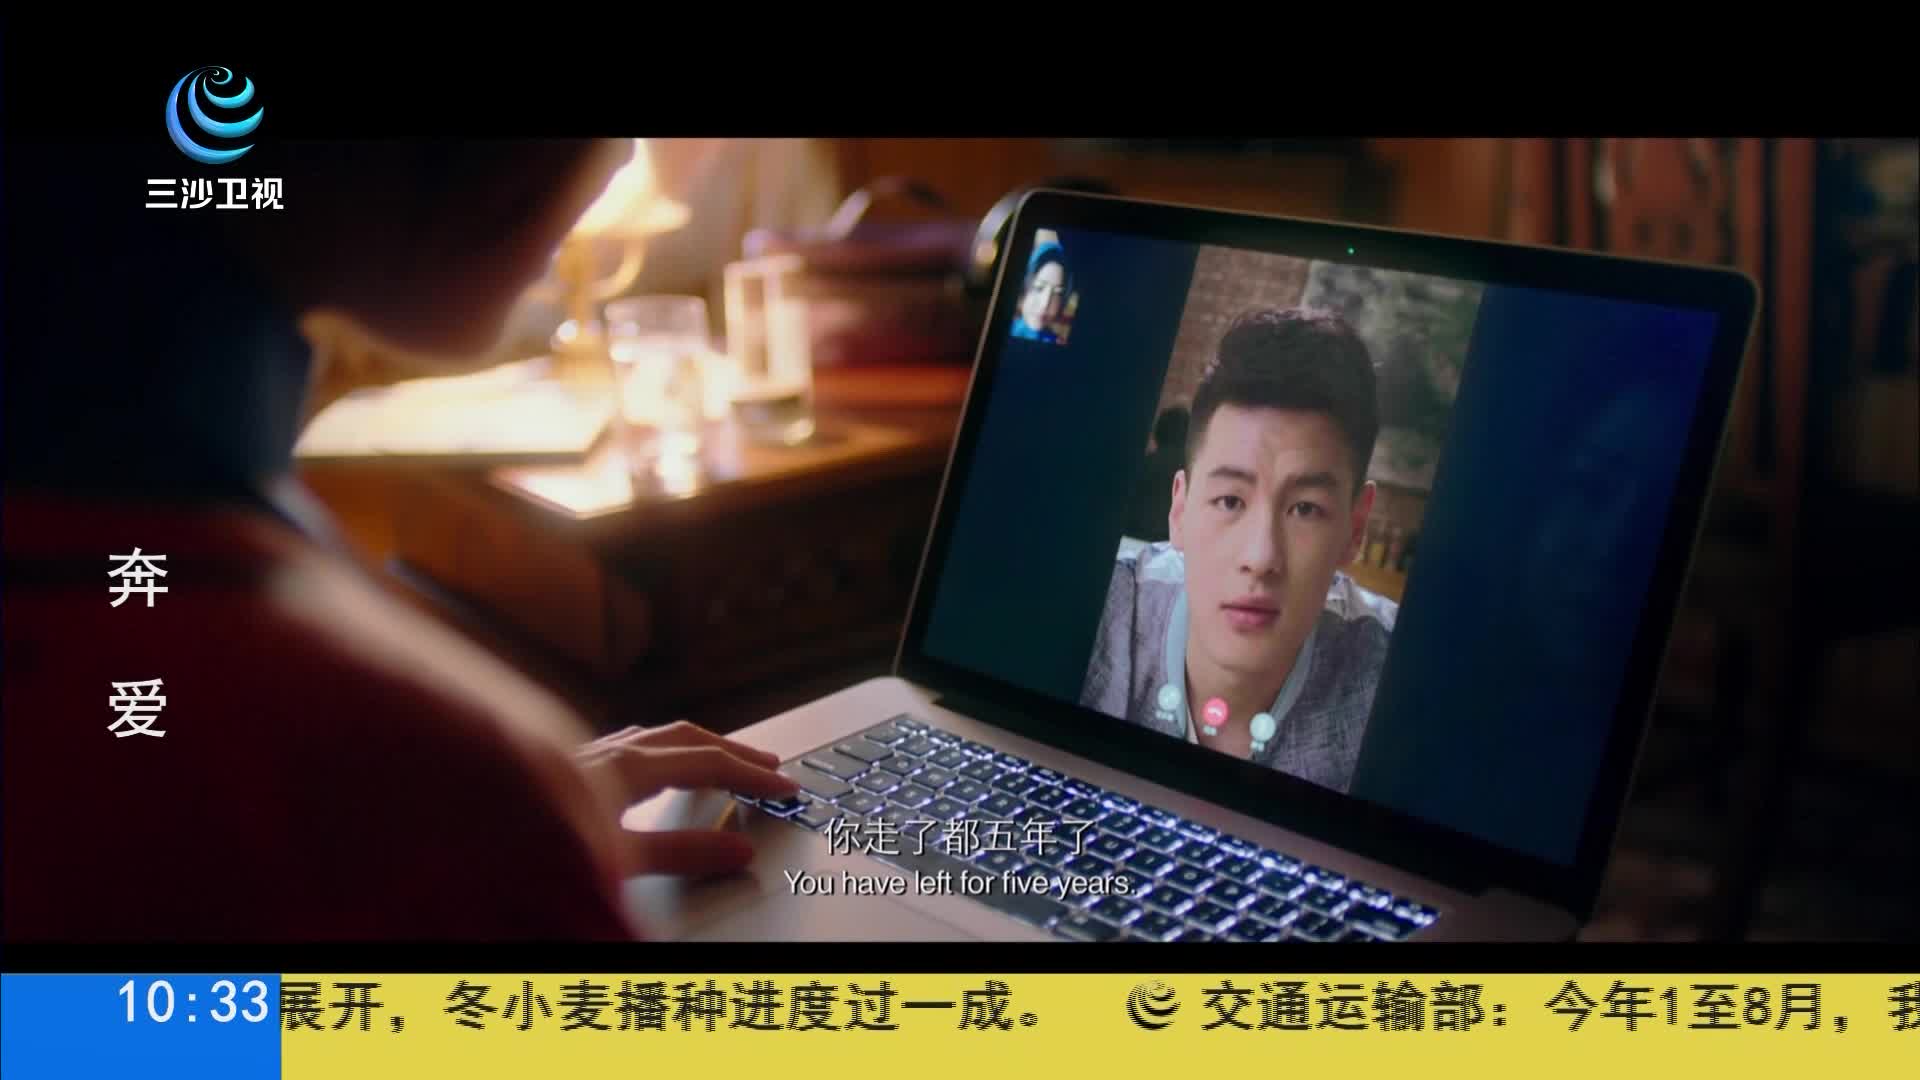 三沙卫视
奔
爱
你走了都五年了
You have left for five years.
10:33
展开，冬小麦播种进度过一成。 交通运输部：今年1至8月，我